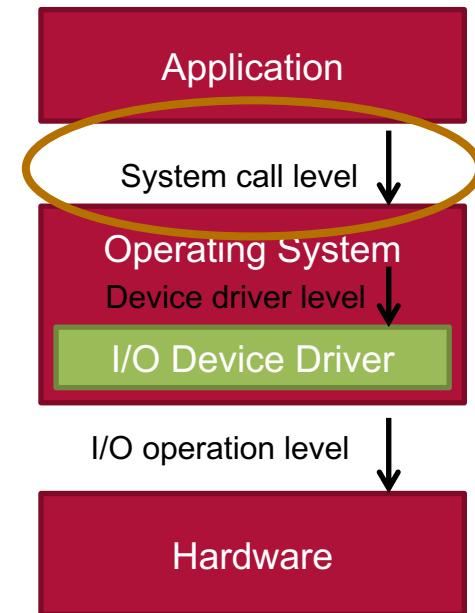 Application
System call level
Operating System
Device driver level
I/O Device Driver
I/O operation level
Hardware